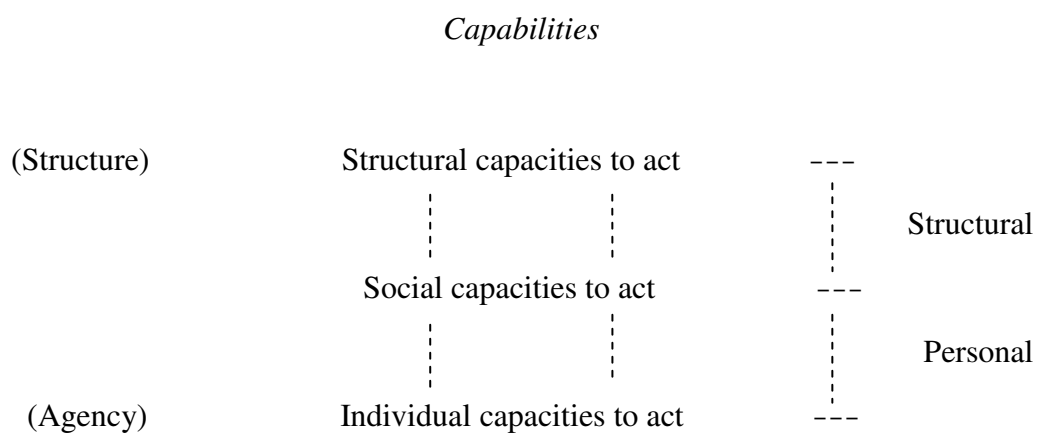 Capabilities
(Structure) Structural capacities to act
Structural
Social capacities to act
Personal
(Agency) Individual capacities to act